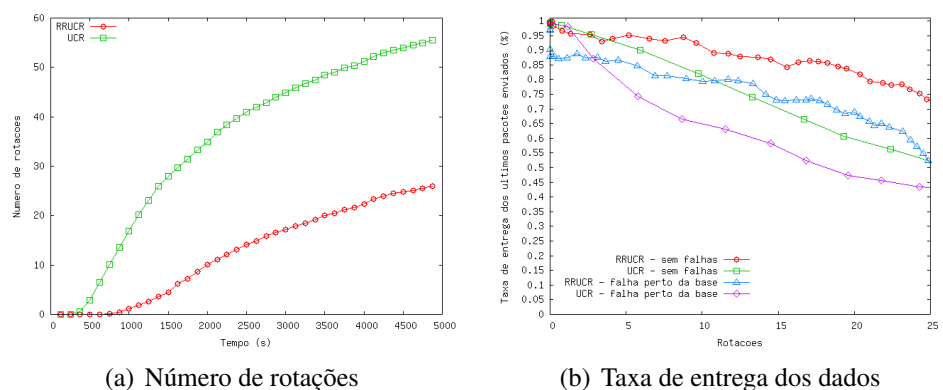 60
50
40
30
20
10
0
RRUCR
UCR
Numero de rotacoes
0 500 1000 1500 2000 2500 3000 3500 4000 4500 5000
Tempo (s)
(a) Número de rotações
1
0.95
0.9
0.85
0.8
0.75
0.7
0.65
0.6
0.55
0.5
0.45
0.4
0.35
0.3
0.25
0.2
0.15
0.1
0.05
0
Taxa de entrega dos ultimos pacotes enviados (%)
RRUCR - sem falhas
UCR - sem falhas
RRUCR - falha perto da base
UCR - falha perto da base
0 5 10 15 20 25
Rotacoes
(b) Taxa de entrega dos dados